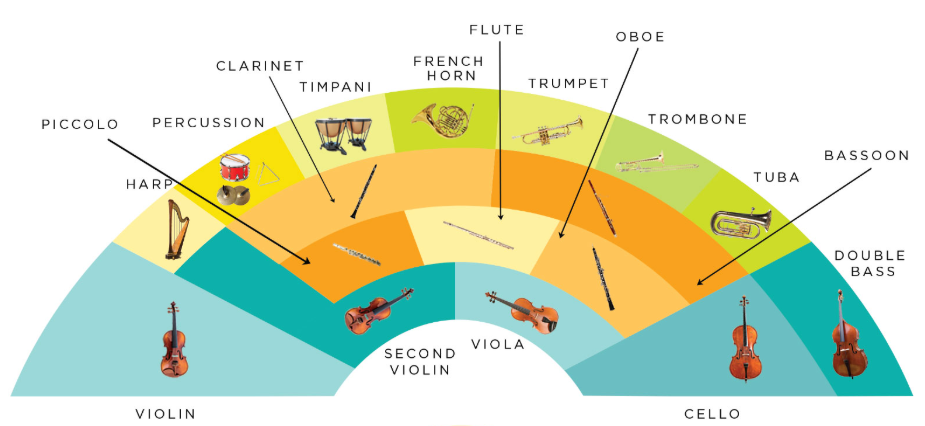 FLUTE
OBOE
CLARINET
FRENCH
HORN
TIMPANI
TRUMPET
PICCOLO
PERCUSSION
TROMBONE
BASSOON
HARP
TUBA
DOUBLE
BASS
SECOND
VIOLIN
VIOLA
VIOLIN
CELLO